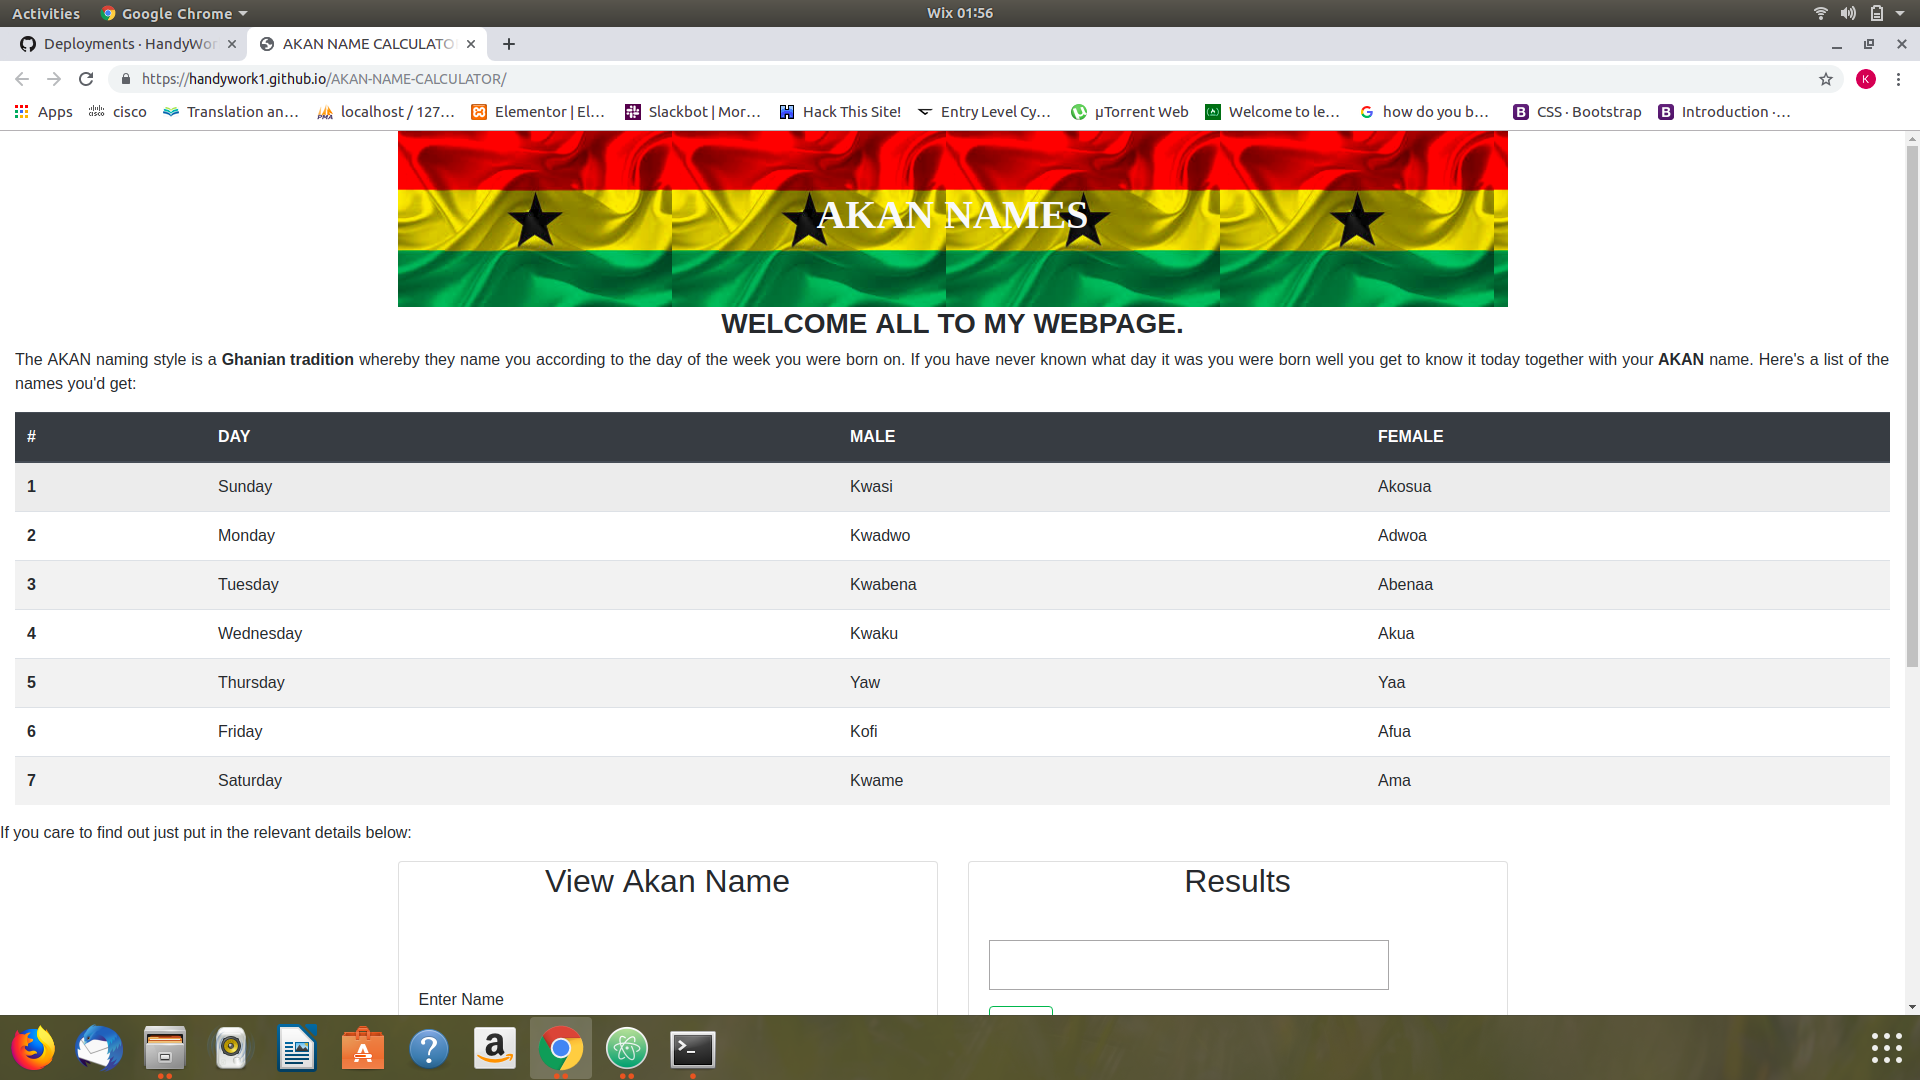 Activities Google Chrome Wix 01:56
Deployments · HandyWor AKAN NAME CALCULATO
https://handywork1.github.io/AKAN-NAME-CALCULATOR/ K
Apps cisco Translation an… localhost / 127… Elementor | El… Slackbot | Mor… Hack This Site! Entry Level Cy… µTorrent Web Welcome to le… how do you b… CSS · Bootstrap Introduction ·…
AKAN NAMES
WELCOME ALL TO MY WEBPAGE.
The AKAN naming style is a Ghanian tradition whereby they name you according to the day of the week you were born on. If you have never known what day it was you were born well you get to know it today together with your AKAN name. Here's a list of the
names you'd get:
# DAY MALE FEMALE
1 Sunday Kwasi Akosua
2 Monday Kwadwo Adwoa
3 Tuesday Kwabena Abenaa
4 Wednesday Kwaku Akua
5 Thursday Yaw Yaa
6 Friday Kofi Afua
7 Saturday Kwame Ama
If you care to find out just put in the relevant details below:
View Akan Name Results
Enter Name